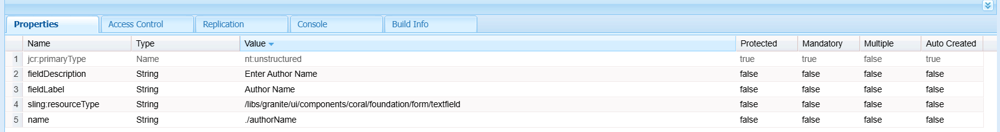 Properties Access Control Replication Console Build Info
Name Type Value Protected Mandatory Multiple Auto Created
1 jcr:primaryType Name nt:unstructured true true false true
2 fieldDescription String Enter Author Name false false false false
3 fieldLabel String Author Name false false false false
4 sling:resourceType String /libs/granite/ui/components/coral/foundation/form/textfield false false false false
5 name String ./authorName false false false false